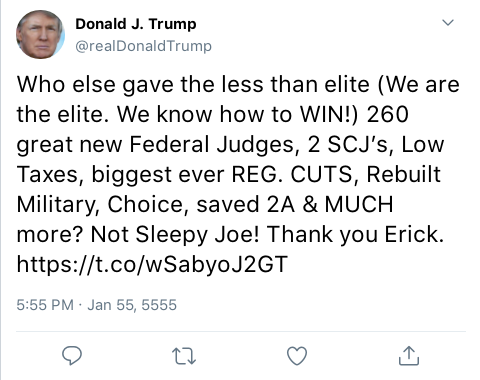 Donald J. Trump
@realDonaldTrump
Who else gave the less than elite (We are
the elite. We know how to WIN!) 260
great new Federal Judges, 2 SCJ’s, Low
Taxes, biggest ever REG. CUTS, Rebuilt
Military, Choice, saved 2A & MUCH
more? Not Sleepy Joe! Thank you Erick.
https://t.co/wSabyoJ2GT
5:55 PM · Jan 55, 5555